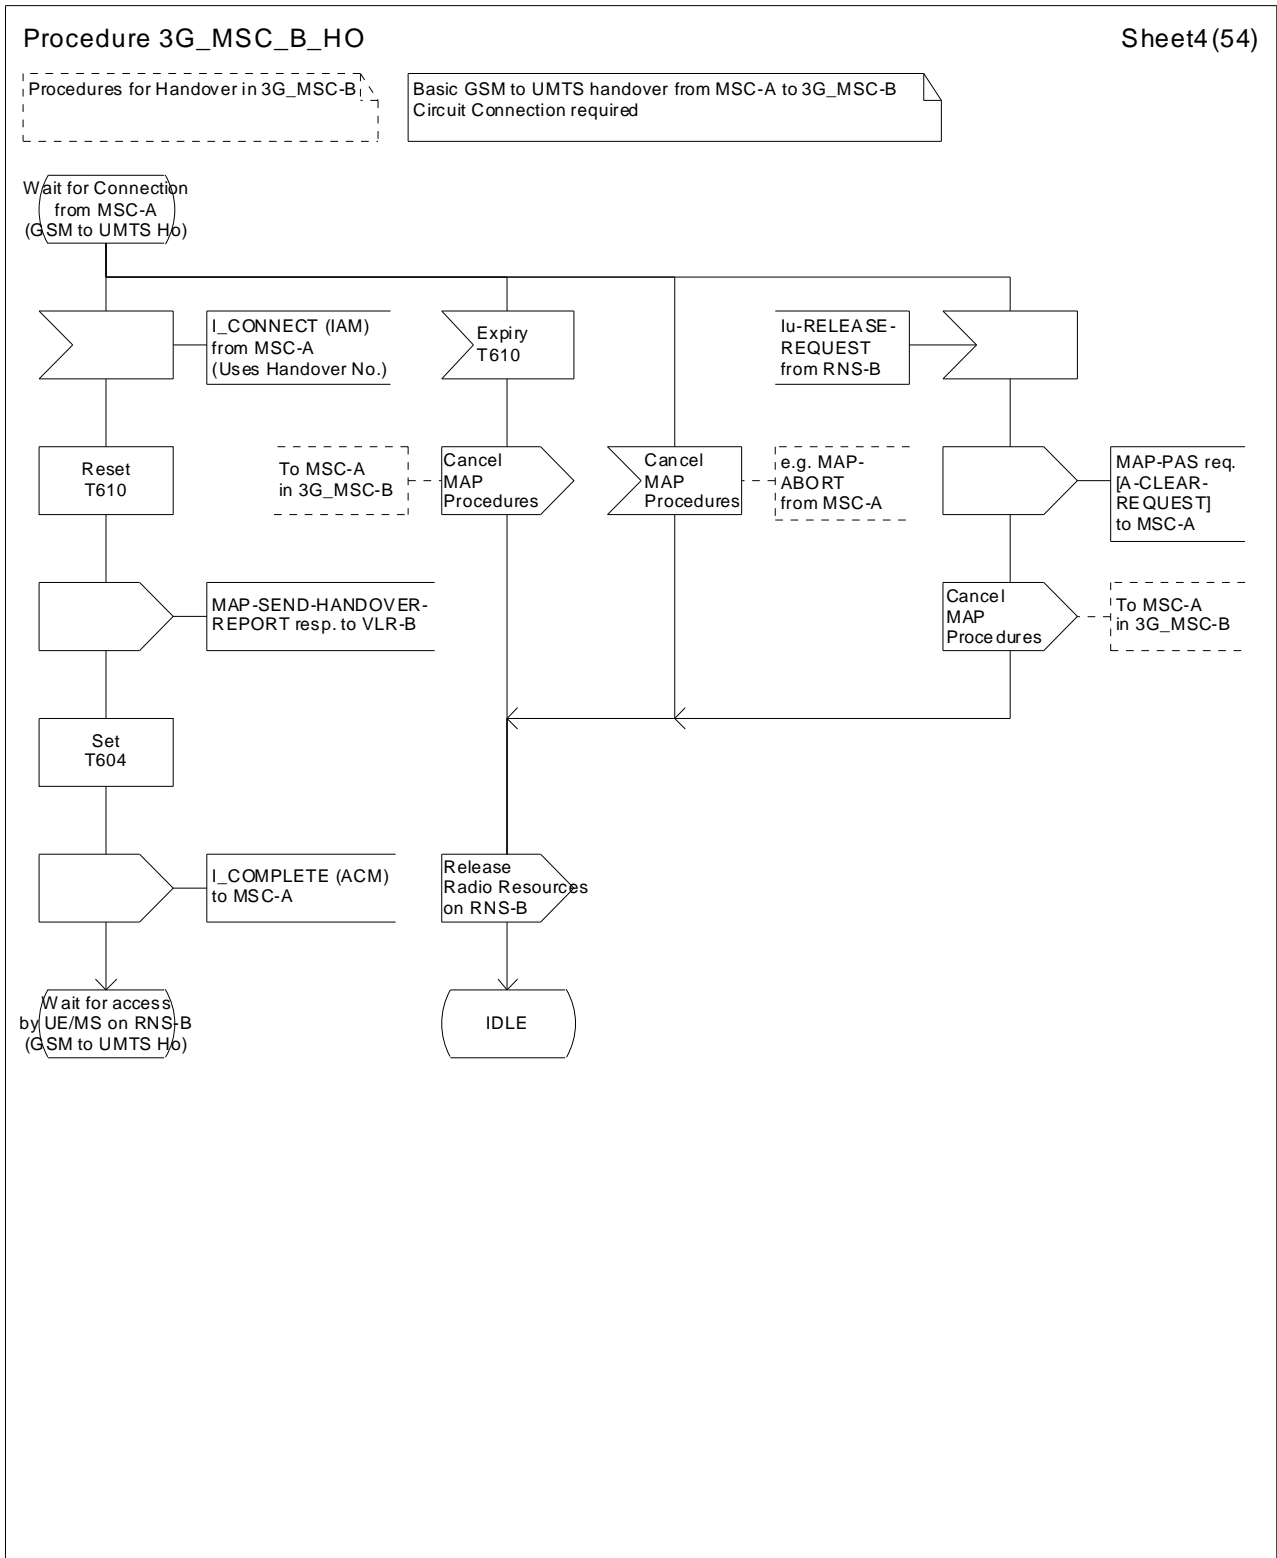 Procedure 3G_MSC_B_HO
Sheet4(54)
Procedures for Handover in 3G_MSC-B
Basic GSM to UMTS handover from MSC-A to 3G_MSC-B
Circuit Connection required
Wait for Connection
from MSC-A
(GSM to UMTS Ho)
I_CONNECT (IAM)
from MSC-A
(Uses Handover No.)
Expiry
T610
Iu-RELEASE-
REQUEST
from RNS-B
Reset
T610
To MSC-A
in 3G_MSC-B
Cancel
MAP
Procedures
Cancel
MAP
Procedures
e.g. MAP-
ABORT
from MSC-A
MAP-PAS req.
[A-CLEAR-
REQUEST]
to MSC-A
MAP-SEND-HANDOVER-
REPORT resp. to VLR-B
Cancel
MAP
Procedures
To MSC-A
in 3G_MSC-B
Set
T604
I_COMPLETE (ACM)
to MSC-A
Release
Radio Resources
on RNS-B
Wait for access
by UE/MS on RNS-B
(GSM to UMTS Ho)
IDLE